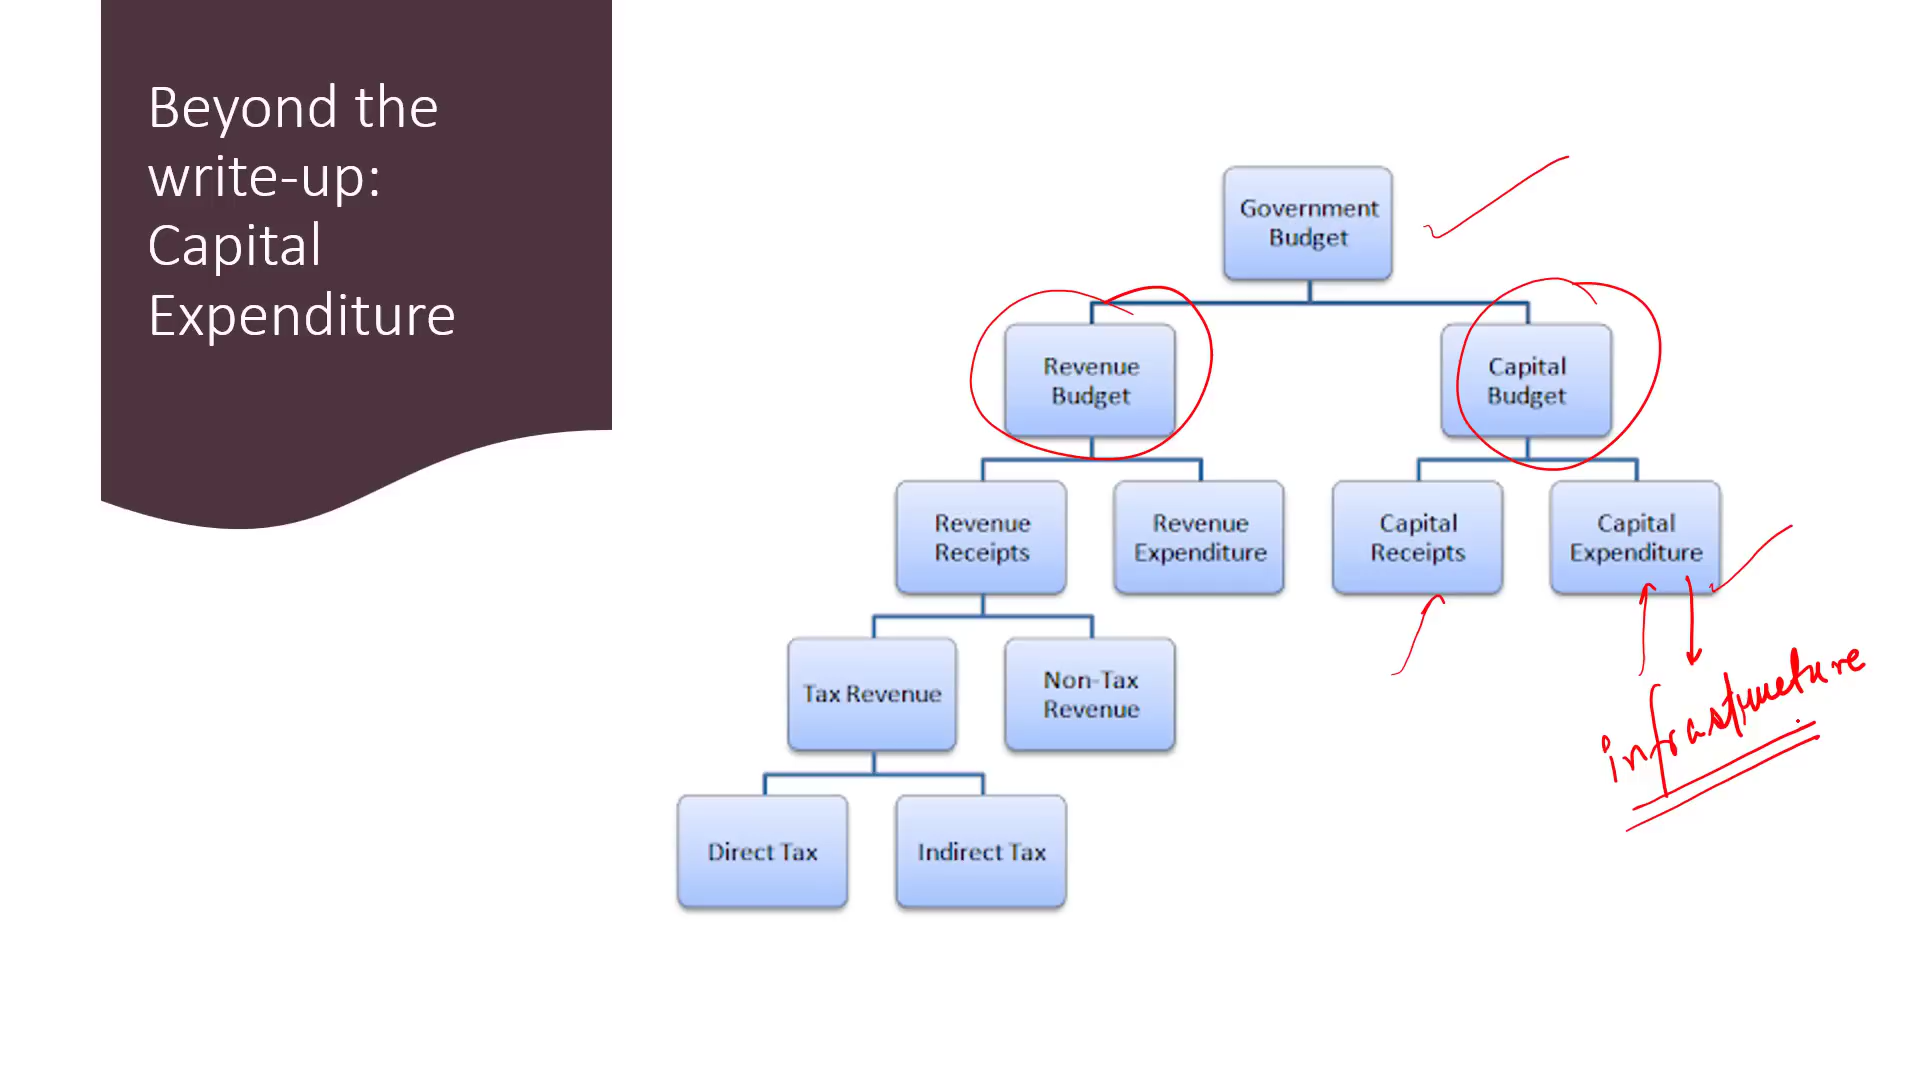 Beyond the
write-up:
Capital
Expenditure
Government
Budget
Revenue
Budget
Capital
Budget
Revenue
Receipts
Revenue
Expenditure
Capital
Receipts
Capital
Expenditure
infrastructure
Tax Revenue
Non-Tax
Revenue
Direct Tax
Indirect Tax